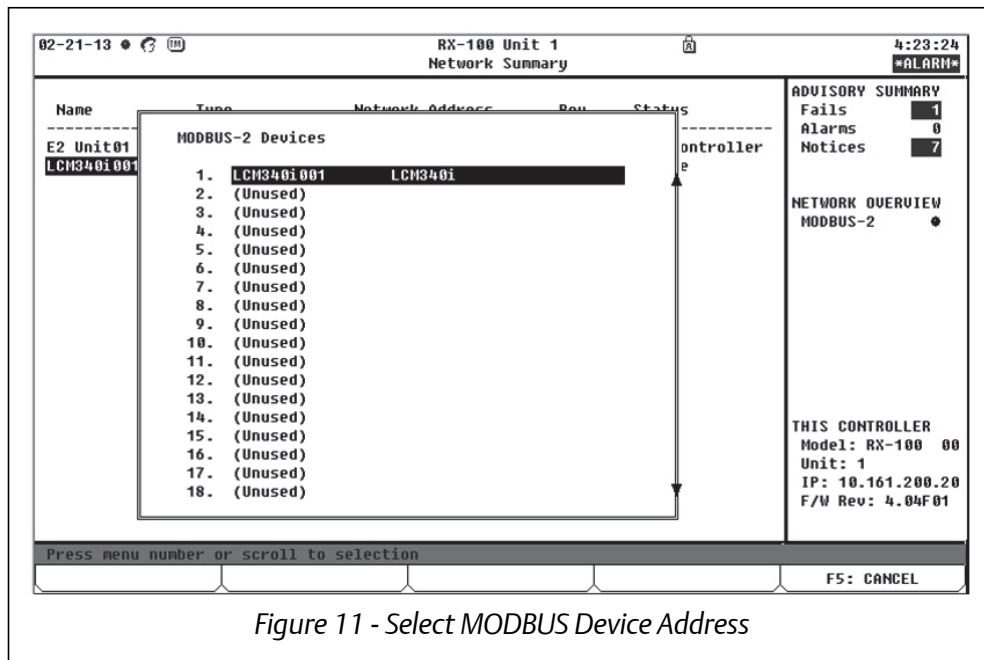 02-21-13 RX-100 Unit 1 4:23:24
Network Summary *ALARM*
Name Type Network Address Rev Status
E2 Unit01 ontroller
LCM340i001 e
MODBUS-2 Devices
1. LCM340i001 LCM340i
2. (Unused)
3. (Unused)
4. (Unused)
5. (Unused)
6. (Unused)
7. (Unused)
8. (Unused)
9. (Unused)
10. (Unused)
11. (Unused)
12. (Unused)
13. (Unused)
14. (Unused)
15. (Unused)
16. (Unused)
17. (Unused)
18. (Unused)
ADVISORY SUMMARY
Fails 1
Alarms 0
Notices 7
NETWORK OVERVIEW
MODBUS-2
THIS CONTROLLER
Model: RX-100 00
Unit: 1
IP: 10.161.200.20
F/W Rev: 4.04F01
Press menu number or scroll to selection
F5: CANCEL
Figure 11 - Select MODBUS Device Address